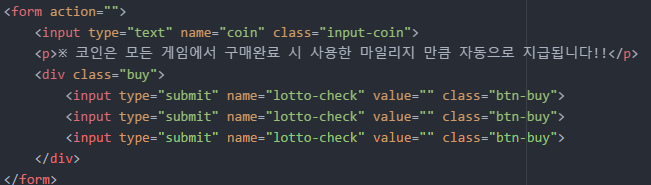 <form action="">
<input type="text" name="coin" class="input-coin">
<p>※ 코인은 모든 게임에서 구매완료 시 사용한 마일리지 만큼 자동으로 지급됩니다!!</p>
<div class="buy">
<input type="submit" name="lotto-check" value="" class="btn-buy">
<input type="submit" name="lotto-check" value="" class="btn-buy">
<input type="submit" name="lotto-check" value="" class="btn-buy">
</div>
</form>